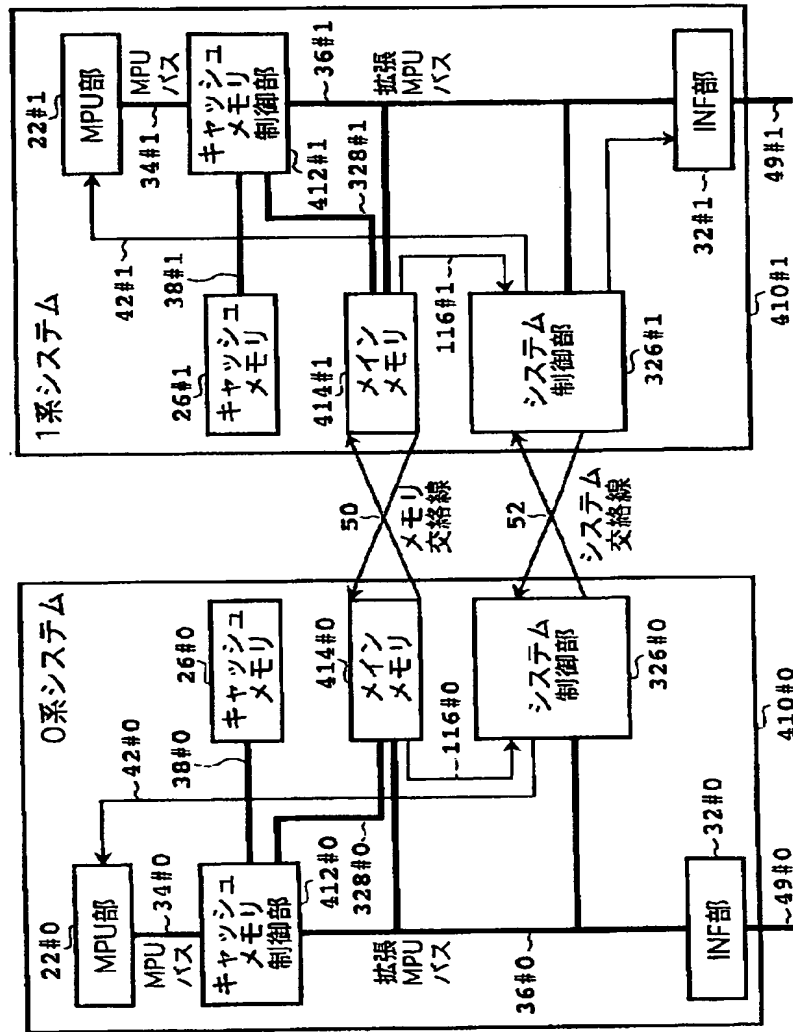 0系システム
22#0
MPU部
MPU
バス
34#0
42#0
38#0
26#0
キャッシュ
メモリ
キャッシュ
メモリ
制御部
412#0
328#0
414#0
メイン
メモリ
拡張
MPU
バス
116#0
システム
制御部
326#0
36#0
INF部
32#0
49#0
410#0
50
メモリ
交絡線
52
システム
交絡線
1系システム
22#1
MPU部
MPU
バス
34#1
42#1
38#1
26#1
キャッシュ
メモリ
キャッシュ
メモリ
制御部
412#1
328#1
36#1
414#1
メイン
メモリ
拡張
MPU
バス
116#1
システム
制御部
326#1
INF部
32#1
49#1
410#1